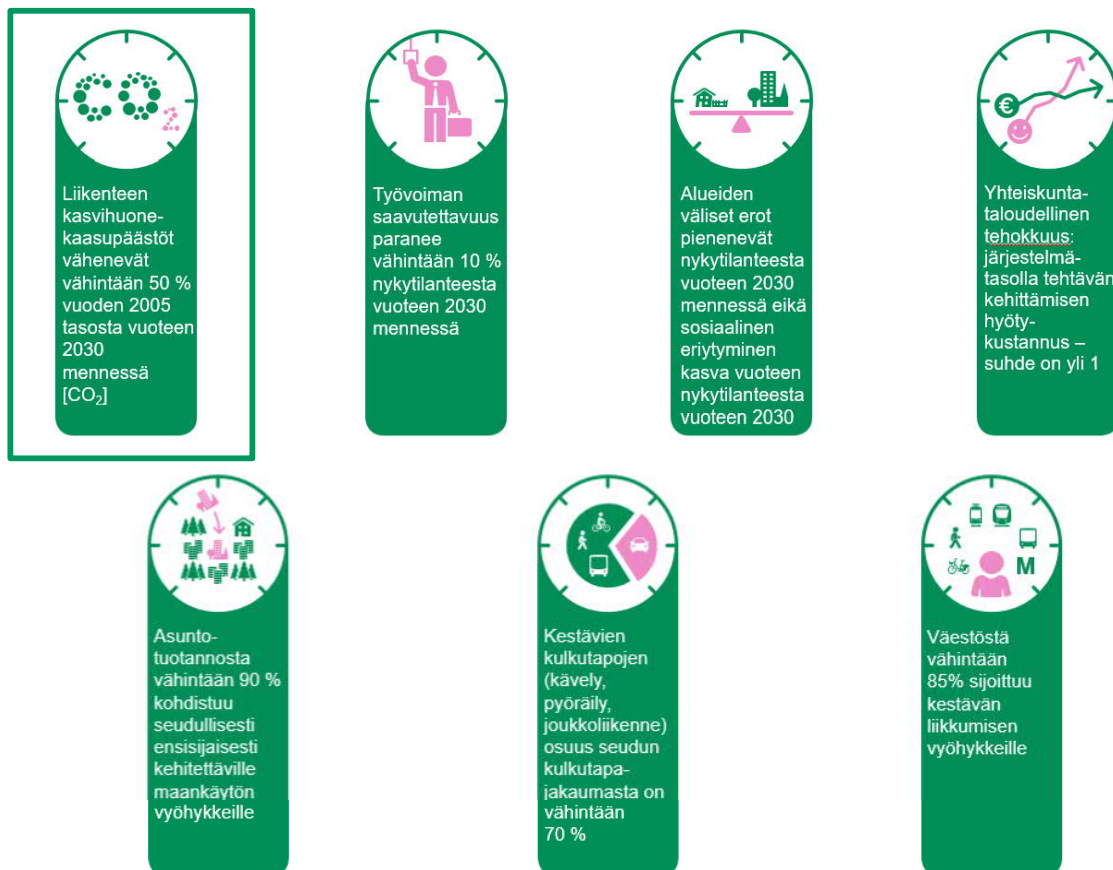 CO2
Liikenteen
kasvihuone-
kaasupäästöt
vähenevät
vähintään 50 %
vuoden 2005
tasosta vuoteen
2030
mennessä
[CO₂]
Työvoiman
saavutettavuus
paranee
vähintään 10 %
nykytilanteesta
vuoteen 2030
mennessä
Alueiden
väliset erot
pienenevät
nykytilanteesta
vuoteen 2030
mennessä eikä
sosiaalinen
eriytyminen
kasva vuoteen
nykytilanteesta
vuoteen 2030
€
Yhteiskunta-
taloudellinen
tehokkuus:
järjestelmä-
tasolla tehtävän
kehittämisen
hyöty-
kustannus –
suhde on yli 1
Asunto-
tuotannosta
vähintään 90 %
kohdistuu
seudullisesti
ensisijaisesti
kehitettäville
maankäytön
vyöhykkeille
Kestävien
kulkutapojen
(kävely,
pyöräily,
joukkoliikenne)
osuus seudun
kulkutapa-
jakaumasta on
vähintään
70 %
M
Väestöstä
vähintään
85% sijoittuu
kestävän
liikkumisen
vyöhykkeille